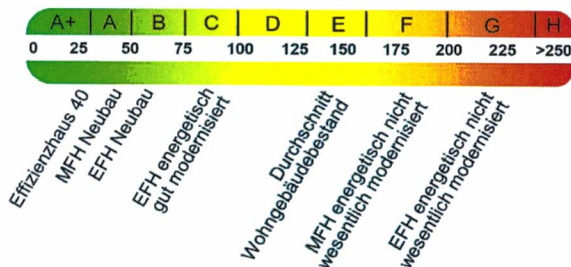 A+ A B C D E F G H
0 25 50 75 100 125 150 175 200 225 >250
Effizienzhaus 40
MFH Neubau
EFH Neubau
EFH energetisch
gut modernisiert
Durchschnitt
Wohngebäudebestand
MFH energetisch nicht
wesentlich modernisiert
EFH energetisch nicht
wesentlich modernisiert